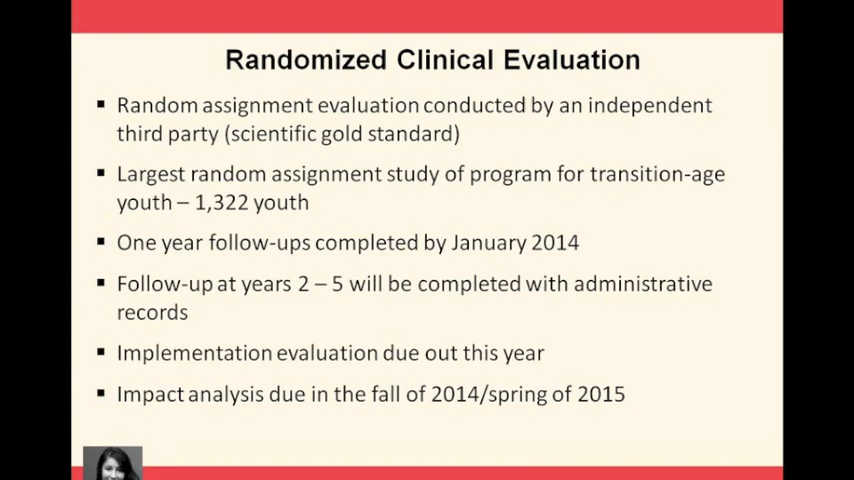 Randomized Clinical Evaluation
▪ Random assignment evaluation conducted by an independent
third party (scientific gold standard)
▪ Largest random assignment study of program for transition-age
youth – 1,322 youth
▪ One year follow-ups completed by January 2014
▪ Follow-up at years 2 – 5 will be completed with administrative
records
▪ Implementation evaluation due out this year
▪ Impact analysis due in the fall of 2014/spring of 2015